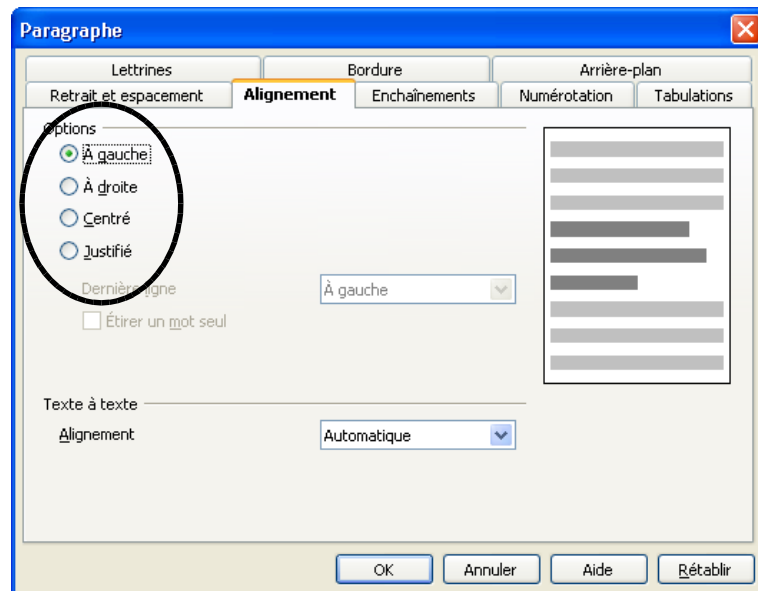 Paragraphe
Lettrines Bordure Arrière-plan
Retrait et espacement Alignement Enchaînements Numérotation Tabulations
Options
À gauche
À droite
Centré
Justifié
Dernière ligne À gauche
Étirer un mot seul
Texte à texte
Alignement Automatique
OK Annuler Aide Rétablir